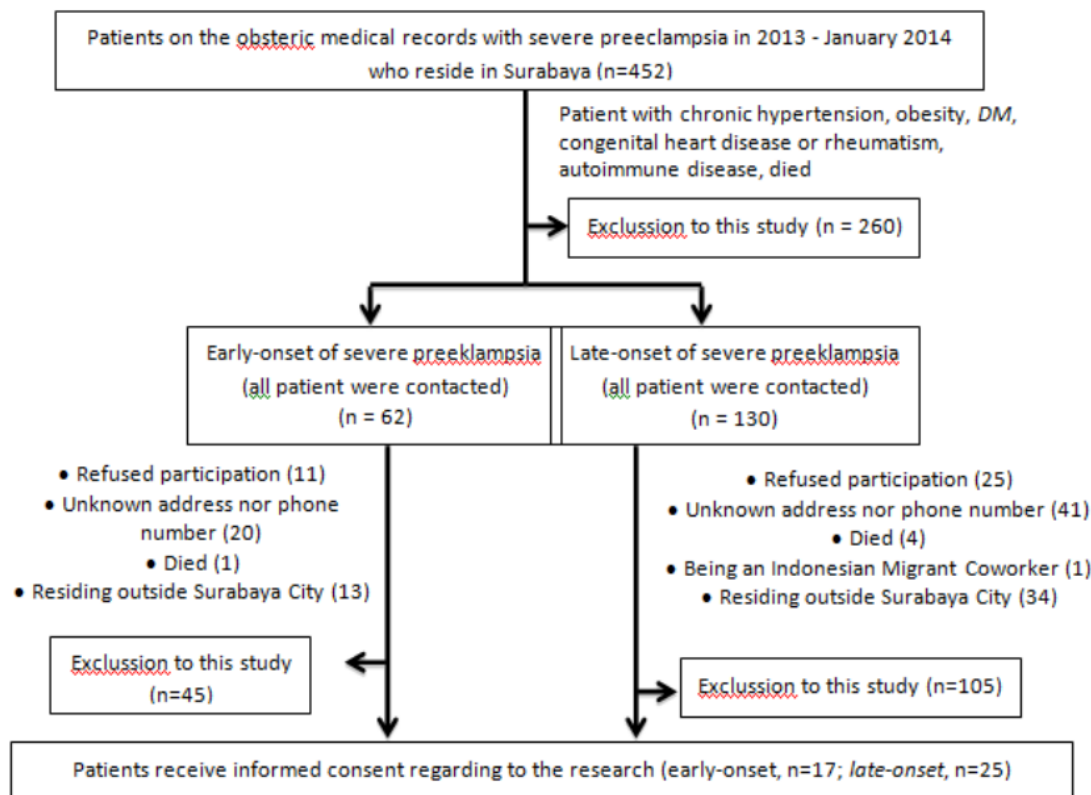 Patients on the obsteric medical records with severe preeclampsia in 2013 - January 2014
who reside in Surabaya (n=452)
Patient with chronic hypertension, obesity, DM,
congenital heart disease or rheumatism,
autoimmune disease, died
Exclussion to this study (n = 260)
Early-onset of severe preeklampsia
(all patient were contacted)
(n = 62)
Late-onset of severe preeklampsia
(all patient were contacted)
(n = 130)
● Refused participation (11)
● Unknown address nor phone
number (20)
● Died (1)
● Residing outside Surabaya City (13)
● Refused participation (25)
● Unknown address nor phone number (41)
● Died (4)
● Being an Indonesian Migrant Coworker (1)
● Residing outside Surabaya City (34)
Exclussion to this study
(n=45)
Exclussion to this study (n=105)
Patients receive informed consent regarding to the research (early-onset, n=17; late-onset, n=25)